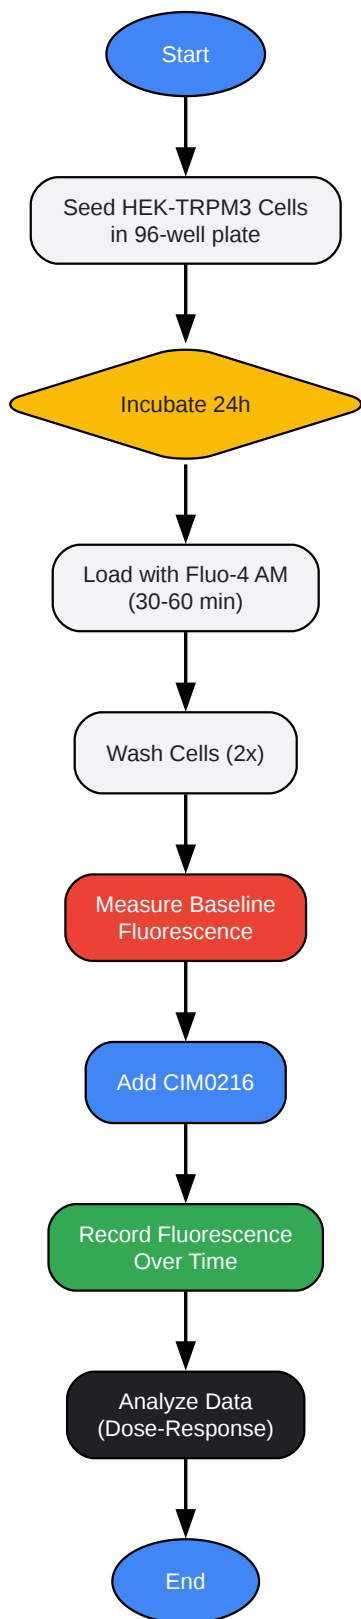 Start
Seed HEK-TRPM3 Cells
in 96-well plate
Incubate 24h
Load with Fluo-4 AM
(30-60 min)
Wash Cells (2x)
Measure Baseline
Fluorescence
Add CIM0216
Record Fluorescence
Over Time
Analyze Data
(Dose-Response)
End